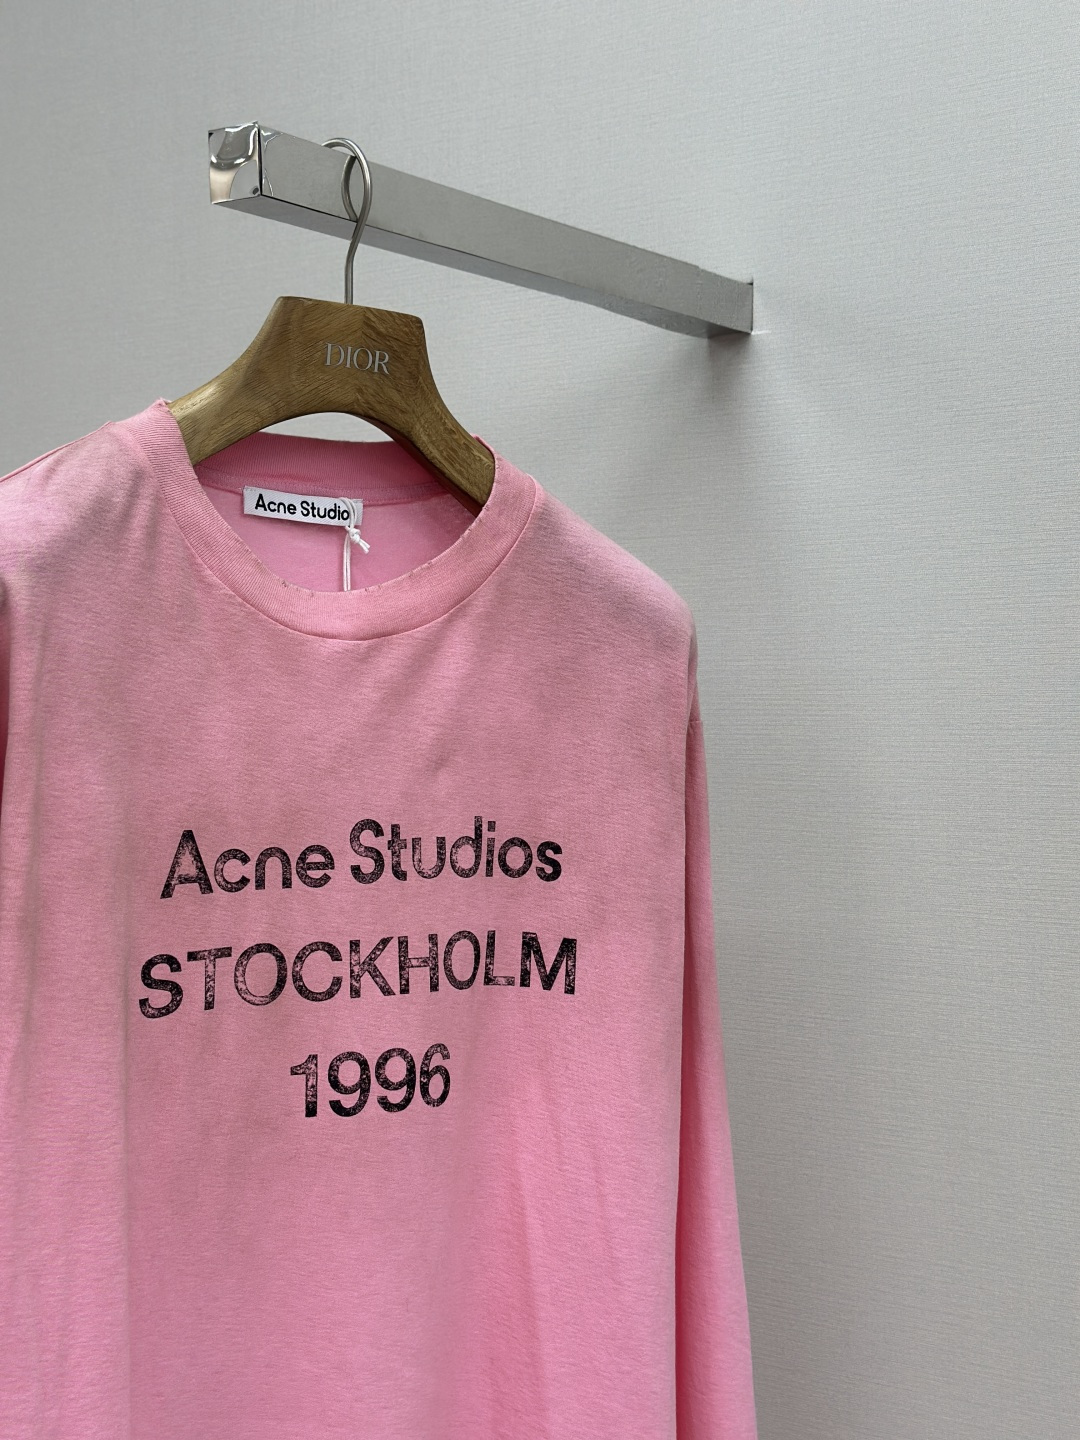 DIOR
Acne Studio
Acne Studios
STOCKHOLM
1996